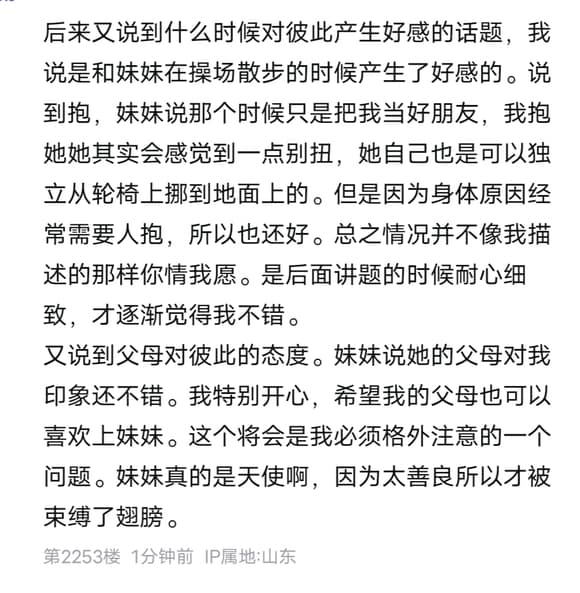 后来又说到什么时候对彼此产生好感的话题，我
说是和妹妹在操场散步的时候产生了好感的。说
到抱，妹妹说那个时候只是把我当好朋友，我抱
她她其实会感觉到一点别扭，她自己也是可以独
立从轮椅上挪到地面上的。但是因为身体原因经
常需要人抱，所以也还好。总之情况并不像我描
述的那样你情我愿。是后面讲题的时候耐心细
致，才逐渐觉得我不错。
又说到父母对彼此的态度。妹妹说她的父母对我
印象还不错。我特别开心，希望我的父母也可以
喜欢上妹妹。这个将会是我必须格外注意的一个
问题。妹妹真的是天使啊，因为太善良所以才被
束缚了翅膀。
第2253楼 1分钟前 IP属地:山东